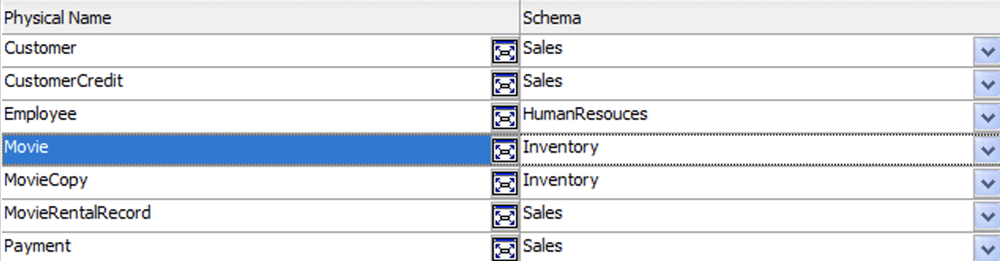 Physical Name Schema
Customer Sales
CustomerCredit Sales
Employee HumanResouces
Movie Inventory
MovieCopy Inventory
MovieRentalRecord Sales
Payment Sales